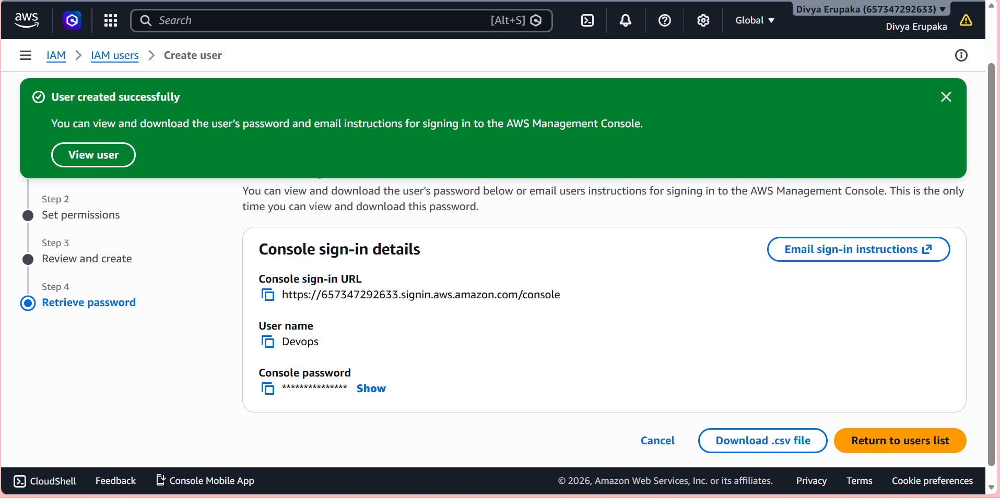 aws
Search
[Alt+S]
Global
Divya Erupaka (657347292633)
Divya Erupaka
IAM
IAM users
Create user
User created successfully
You can view and download the user's password and email instructions for signing in to the AWS Management Console.
View user
Step 2
Set permissions
Step 3
Review and create
Step 4
Retrieve password
You can view and download the user's password below or email users instructions for signing in to the AWS Management Console. This is the only
time you can view and download this password.
Console sign-in details
Email sign-in instructions
Console sign-in URL
https://657347292633.signin.aws.amazon.com/console
User name
Devops
Console password
*************** Show
Cancel
Download .csv file
Return to users list
CloudShell
Feedback
Console Mobile App
© 2026, Amazon Web Services, Inc. or its affiliates.
Privacy
Terms
Cookie preferences